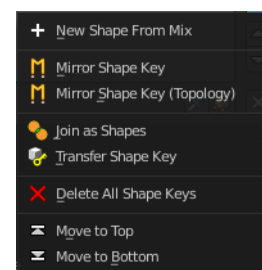 New Shape From Mix
Mirror Shape Key
Mirror Shape Key (Topology)
Join as Shapes
Transfer Shape Key
Delete All Shape Keys
Move to Top
Move to Bottom